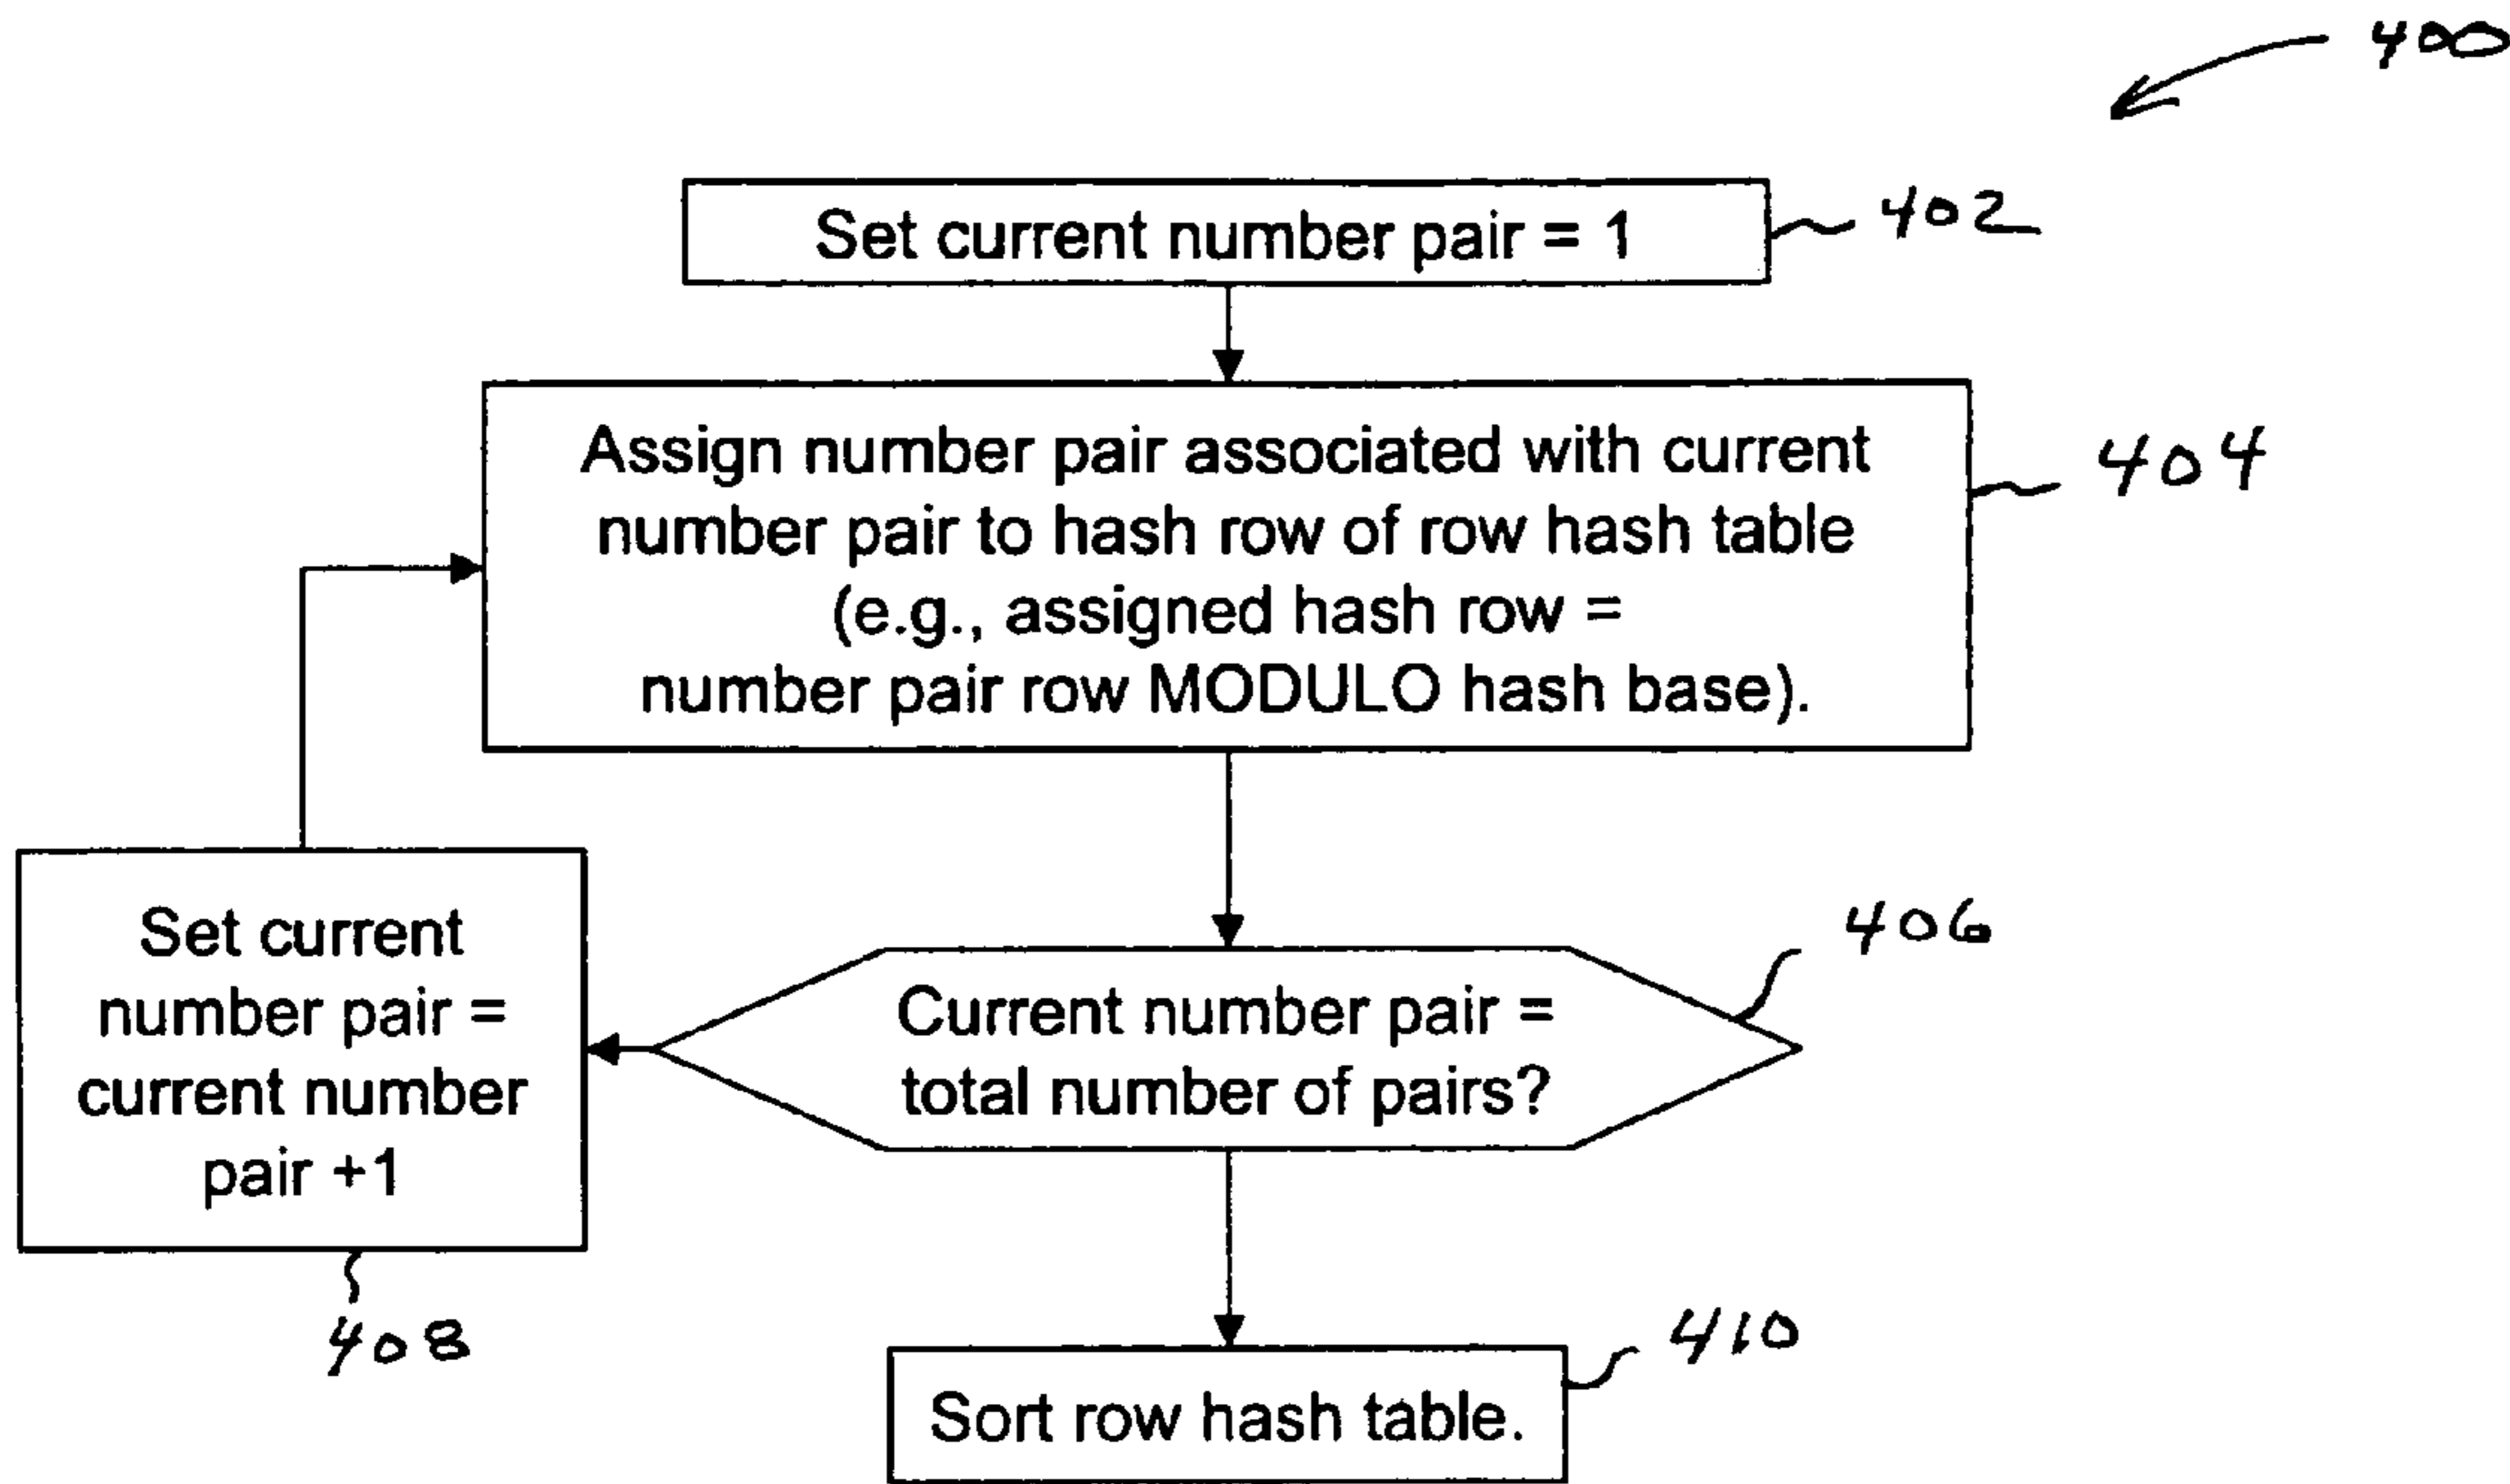 400
Set current number pair = 1
402
Assign number pair associated with current
number pair to hash row of row hash table
(e.g., assigned hash row =
number pair row MODULO hash base).
404
Set current
number pair =
current number
pair +1
408
Current number pair =
total number of pairs?
406
Sort row hash table.
410